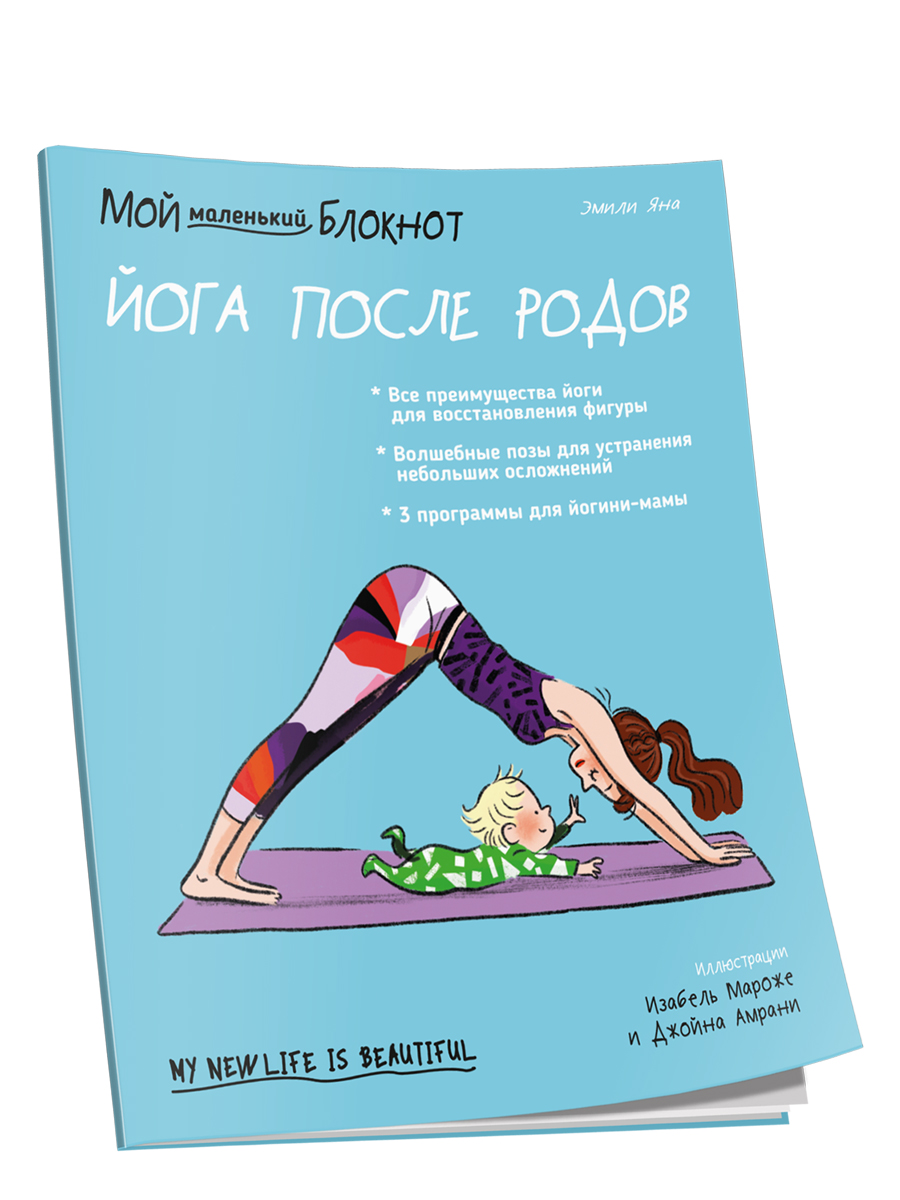 Мой маленький Блокнот
Эмили Яна
Йога после родов
* Все преимущества йоги
для восстановления фигуры
* Волшебные позы для устранения
небольших осложнений
* 3 программы для йогини-мамы
Иллюстрации
Изабель Мароже
и Джойна Амрани
MY NEW LIFE IS BEAUTIFUL